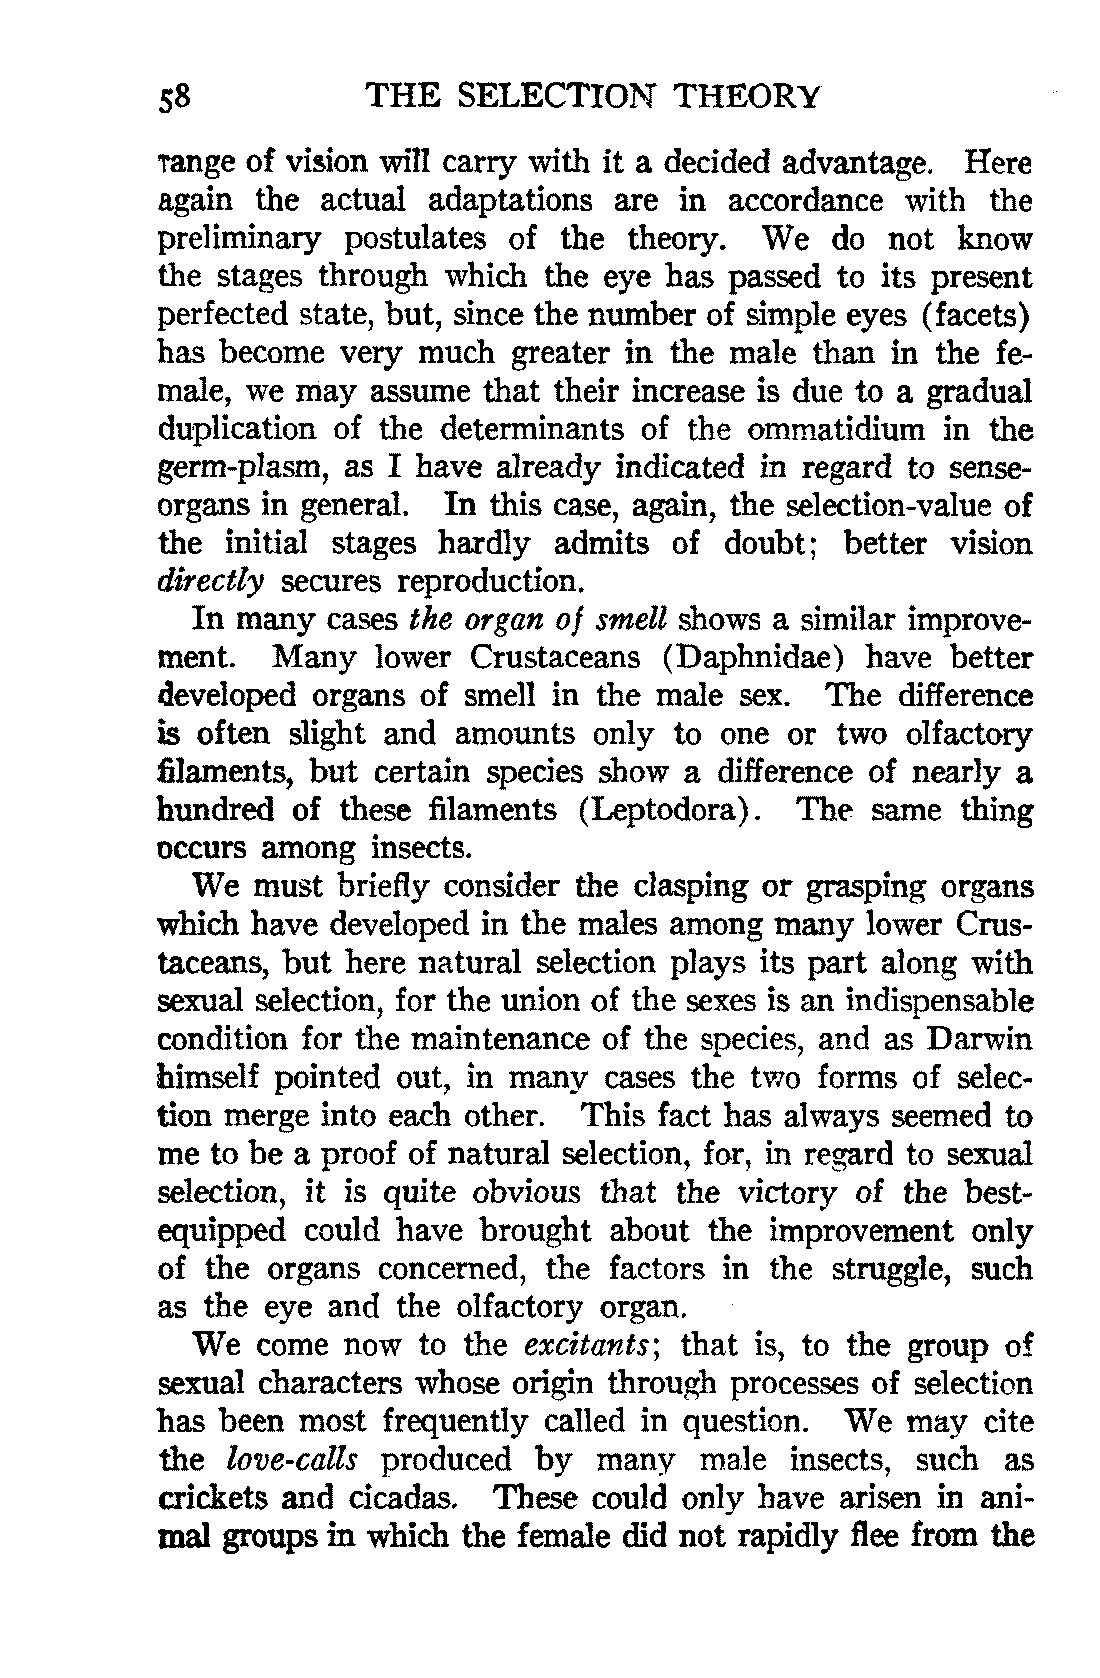 58 THE SELECTION THEORY
range of vision will carry with it a decided advantage. Here
again the actual adaptations are in accordance with the
preliminary postulates of the theory. We do not know
the stages through which the eye has passed to its present
perfected state, but, since the number of simple eyes (facets)
has become very much greater in the male than in the fe-
male, we may assume that their increase is due to a gradual
duplication of the determinants of the ommatidium in the
germ-plasm, as I have already indicated in regard to sense-
organs in general. In this case, again, the selection-value of
the initial stages hardly admits of doubt; better vision
directly secures reproduction.
In many cases the organ of smell shows a similar improve-
ment. Many lower Crustaceans (Daphnidae) have better
developed organs of smell in the male sex. The difference
is often slight and amounts only to one or two olfactory
filaments, but certain species show a difference of nearly a
hundred of these filaments (Leptodora). The same thing
occurs among insects.
We must briefly consider the clasping or grasping organs
which have developed in the males among many lower Crus-
taceans, but here natural selection plays its part along with
sexual selection, for the union of the sexes is an indispensable
condition for the maintenance of the species, and as Darwin
himself pointed out, in many cases the two forms of selec-
tion merge into each other. This fact has always seemed to
me to be a proof of natural selection, for, in regard to sexual
selection, it is quite obvious that the victory of the best-
equipped could have brought about the improvement only
of the organs concerned, the factors in the struggle, such
as the eye and the olfactory organ.
We come now to the excitants; that is, to the group of
sexual characters whose origin through processes of selection
has been most frequently called in question. We may cite
the love-calls produced by many male insects, such as
crickets and cicadas. These could only have arisen in ani-
mal groups in which the female did not rapidly flee from the